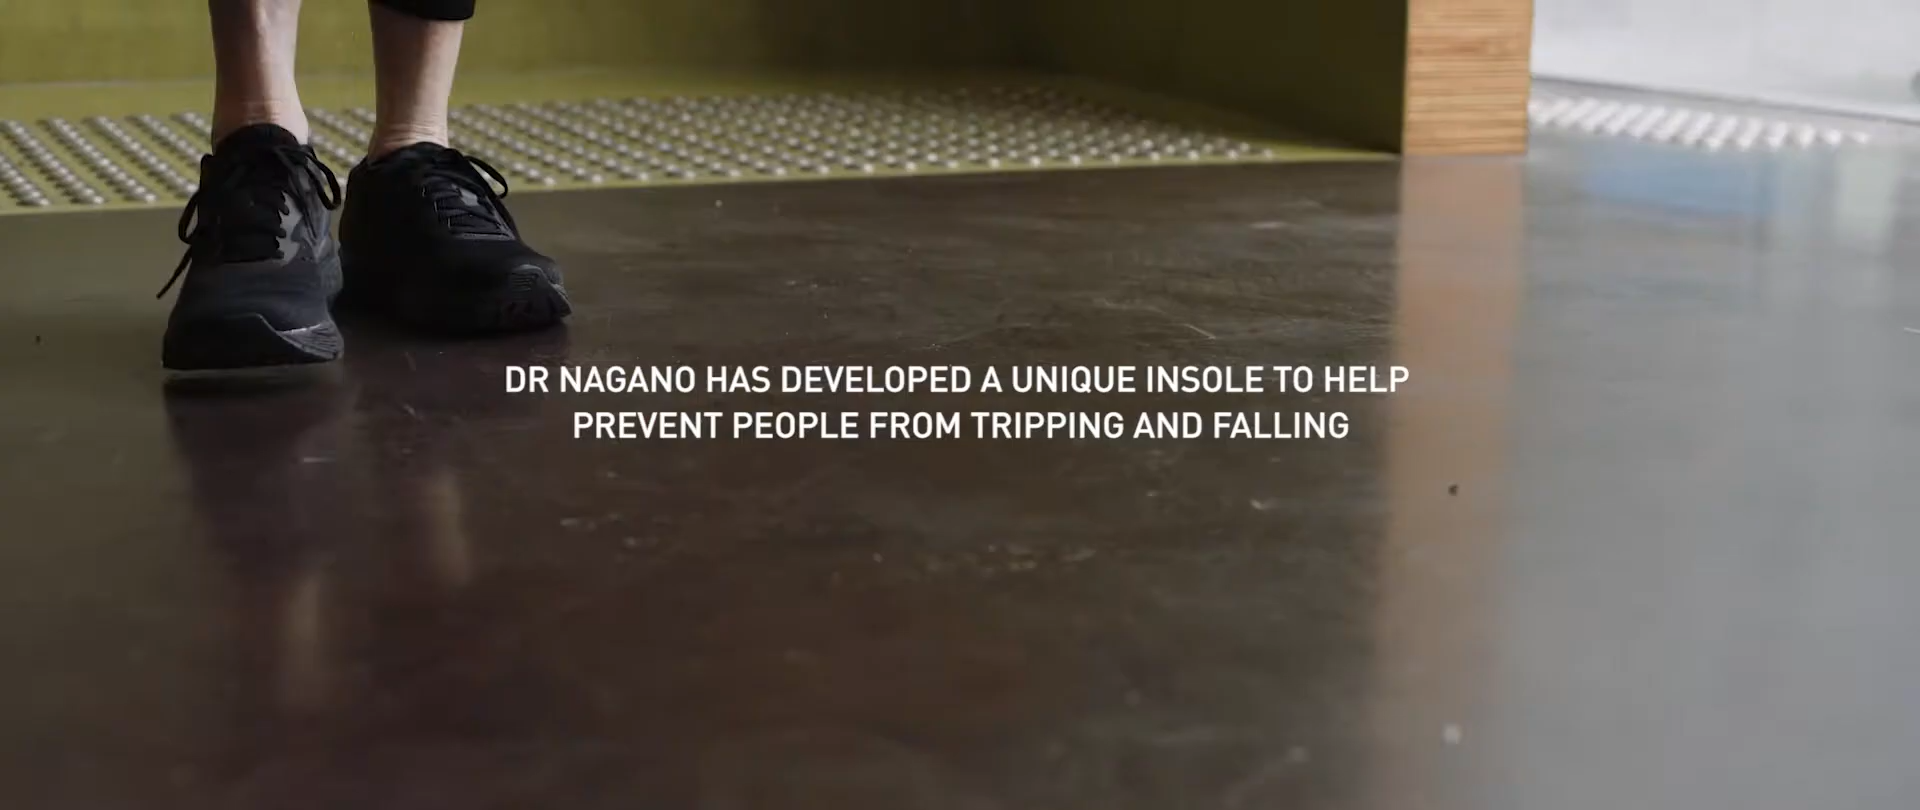 DR NAGANO HAS DEVELOPED A UNIQUE INSOLE TO HELP
PREVENT PEOPLE FROM TRIPPING AND FALLING